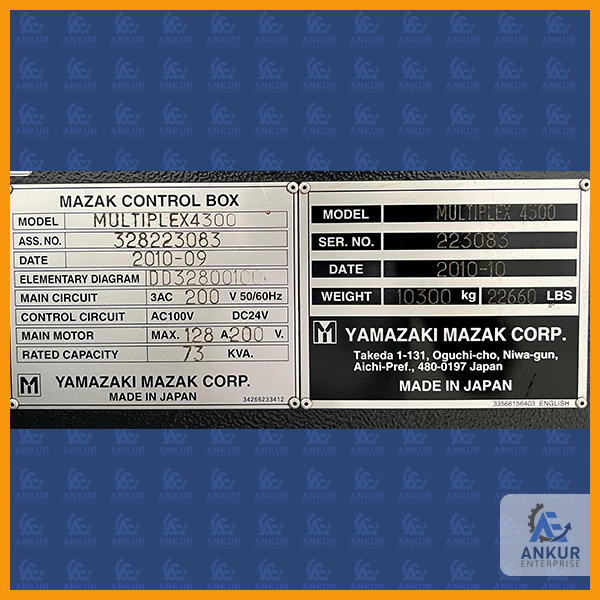 MAZAK CONTROL BOX
MODEL MULTIPLEX4300
ASS. NO. 328223083
DATE 2010-09
ELEMENTARY DIAGRAM
MAIN CIRCUIT 3AC 200 V 50/60Hz
CONTROL CIRCUIT AC100V DC24V
MAIN MOTOR MAX. 128 A 200 V.
RATED CAPACITY 73 KVA.
M YAMAZAKI MAZAK CORP.
MADE IN JAPAN 34266233412
MODEL MULTIPLEX 4300
SER. NO. 223083
DATE 2010-10
WEIGHT 10300 kg 22660 LBS
M YAMAZAKI MAZAK CORP.
Takeda 1-131, Oguchi-cho, Niwa-gun,
Aichi-Pref., 480-0197 Japan
MADE IN JAPAN
33566156403 ENGLISH
AE
ANKUR
ENTERPRISE